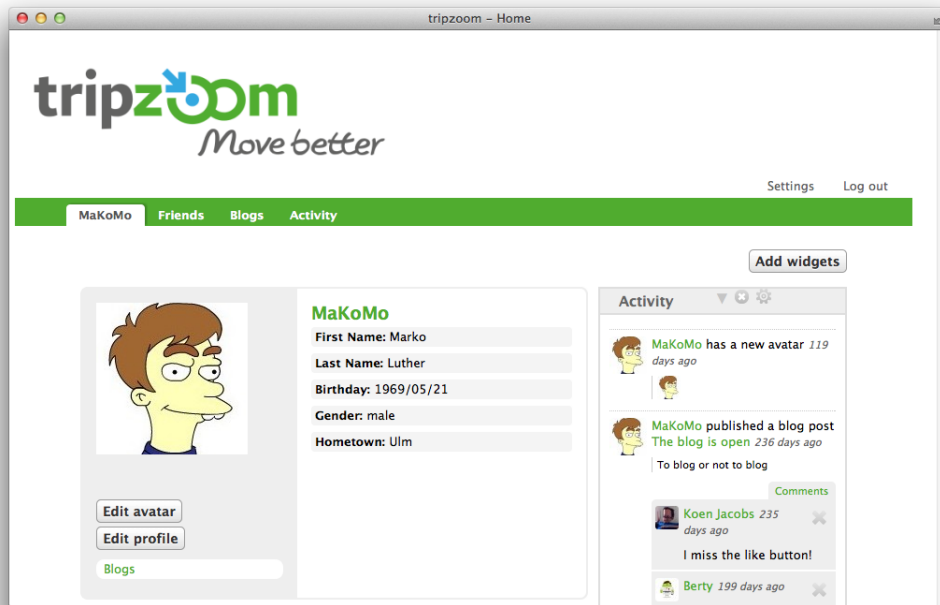 tripzoom – Home
tripzoom
Move better
Settings Log out
MaKoMo Friends Blogs Activity
Add widgets
MaKoMo
First Name: Marko
Last Name: Luther
Birthday: 1969/05/21
Gender: male
Hometown: Ulm
Edit avatar
Edit profile
Blogs
Activity
MaKoMo has a new avatar 119
days ago
MaKoMo published a blog post
The blog is open 236 days ago
To blog or not to blog
Comments
Koen Jacobs 235
days ago
I miss the like button!
Berty 199 days ago